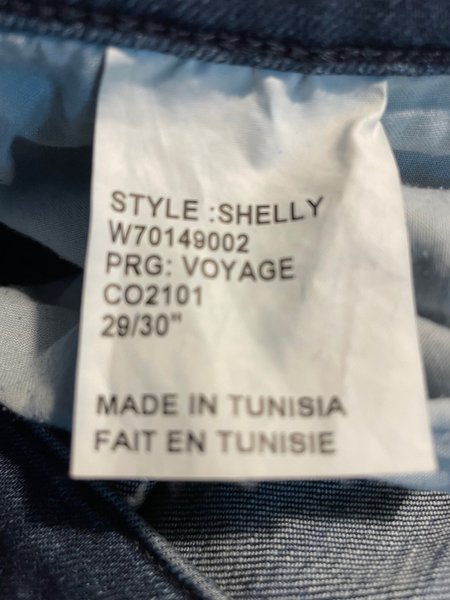 STYLE :SHELLY
W70149002
PRG: VOYAGE
CO2101
29/30"
MADE IN TUNISIA
FAIT EN TUNISIE